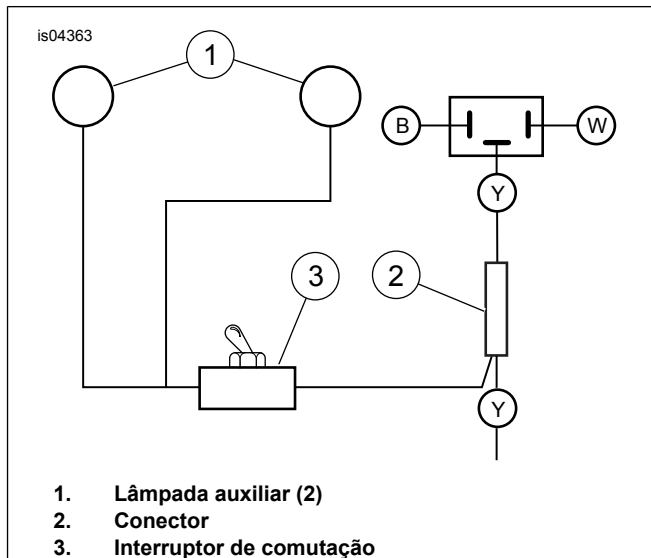 is04363
1
B
W
Y
3
2
Y
1. Lâmpada auxiliar (2)
2. Conector
3. Interruptor de comutação